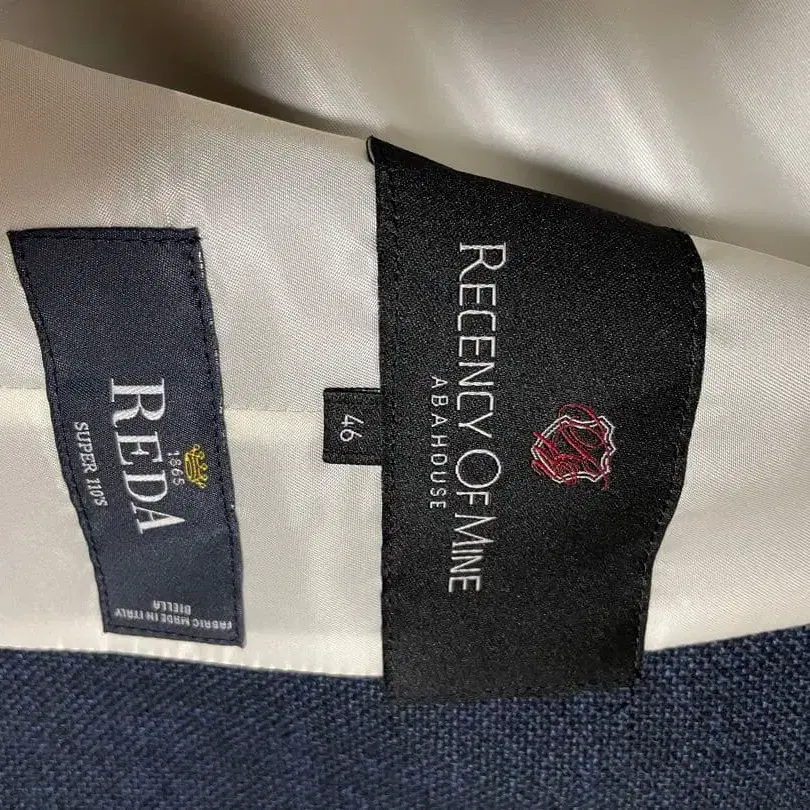 RECENCY OF MINE
ABAHOUSE
46
1865
REDA
SUPER 110'S
FABRIC MADE IN ITALY
BIELLA